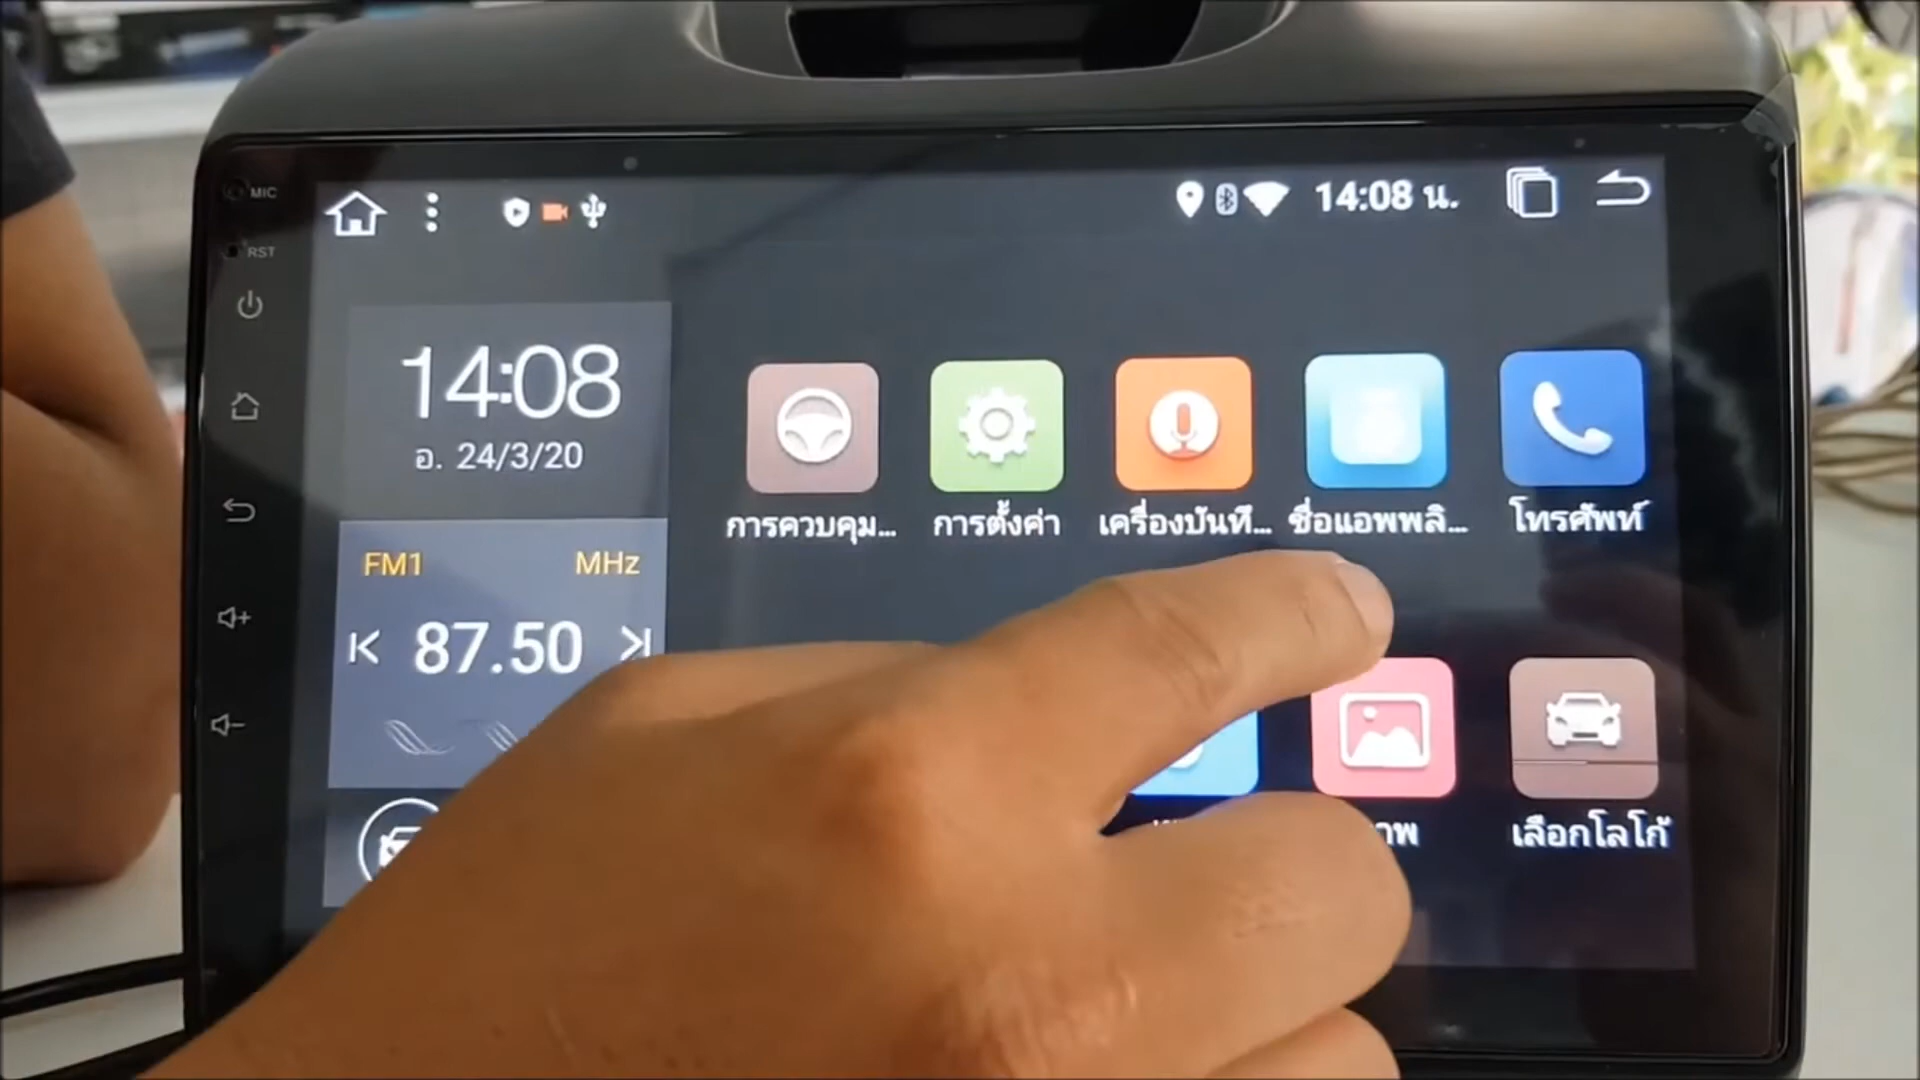 MIC
14:08 น.
RST
14:08
อ. 24/3/20
การควบคุม...
การตั้งค่า
เครื่องบันทึ...
ชื่อแอพพลิ...
โทรศัพท์
FM1 MHz
87.50
เลือกโลโก้